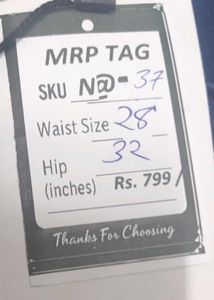 MRP TAG
SKU N@- 37
Waist Size 28
Hip 32
(inches) Rs. 799/
Thanks For Choosing